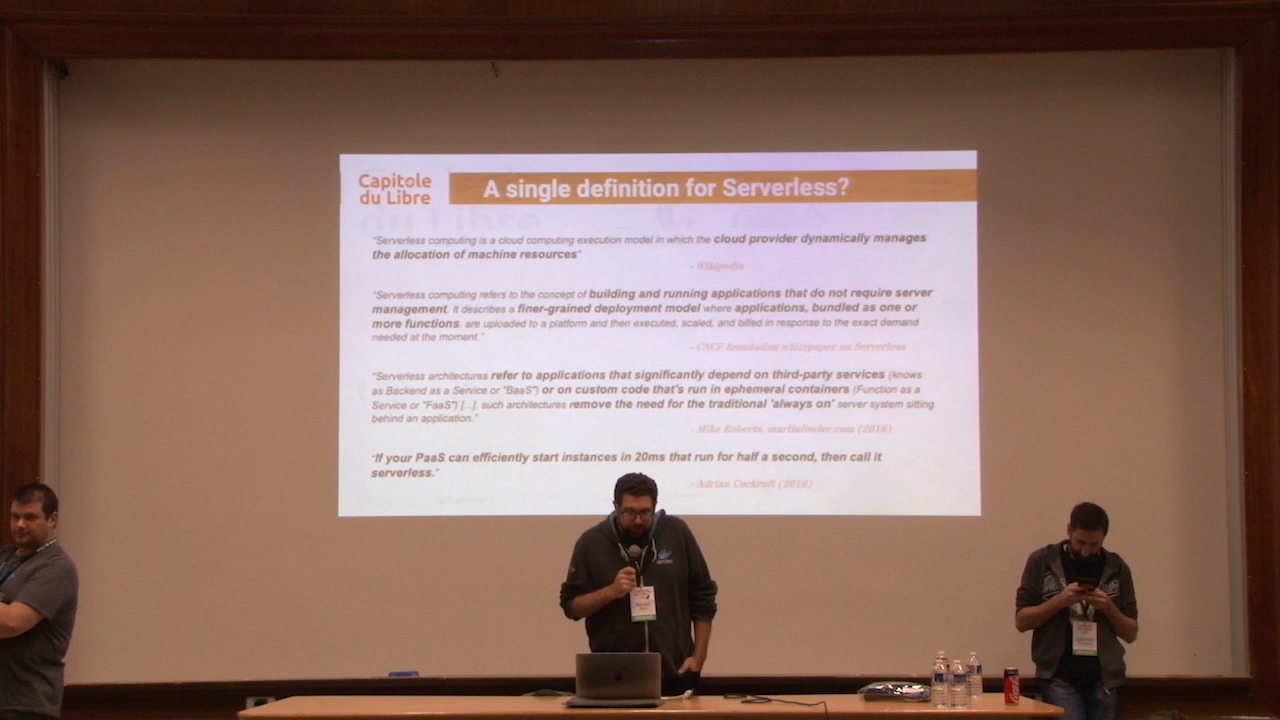 Capitole
du Libre
A single definition for Serverless?
"Serverless computing is a cloud computing execution model in which the cloud provider dynamically manages
the allocation of machine resources"
- Wikipedia
"Serverless computing refers to the concept of building and running applications that do not require server
management. It describes a finer-grained deployment model where applications, bundled as one or
more functions, are uploaded to a platform and then executed, scaled, and billed in response to the exact demand
needed at the moment."
- CNCF foundation whitepaper on Serverless
"Serverless architectures refer to applications that significantly depend on third-party services (knows
as Backend as a Service or "BaaS") or on custom code that's run in ephemeral containers (Function as a
Service or "FaaS") [...], such architectures remove the need for the traditional 'always on' server system sitting
behind an application."
- Mike Roberts, martinfowler.com (2016)
"If your PaaS can efficiently start instances in 20ms that run for half a second, then call it
serverless."
- Adrian Cockroft (2016)